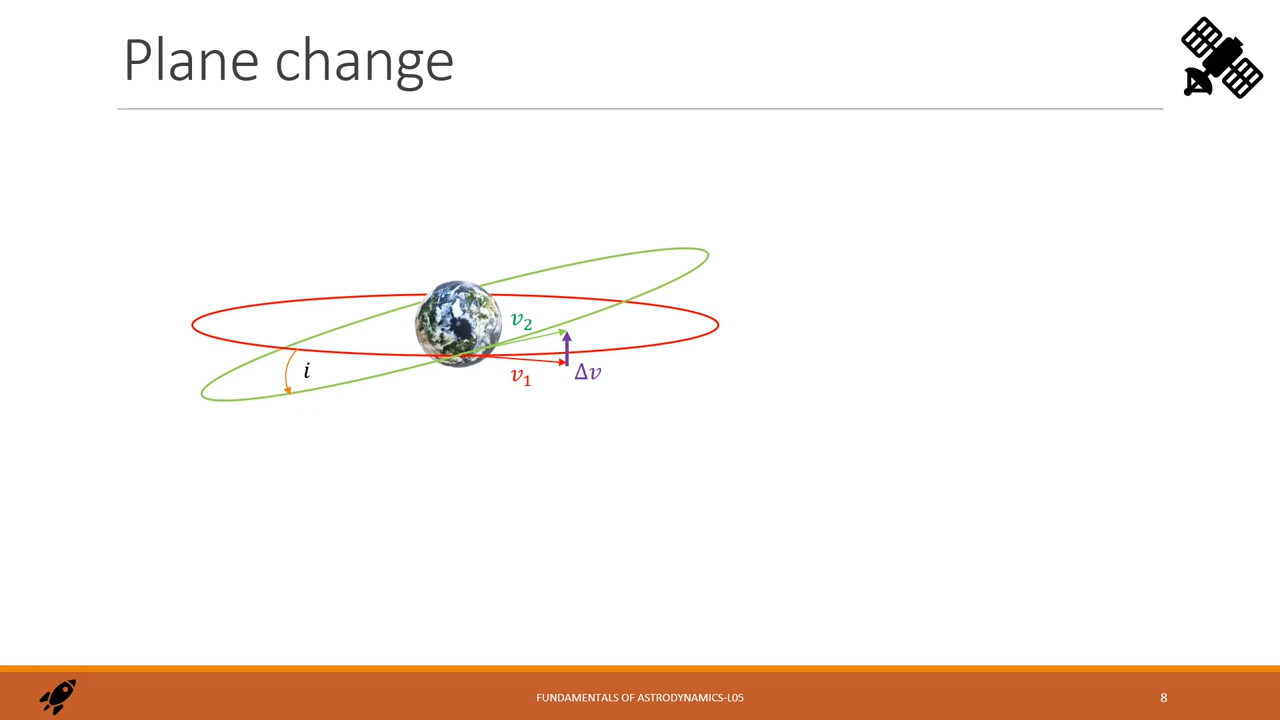 Plane change
𝑣₂
𝑖
𝑣₁
Δ𝑣
FUNDAMENTALS OF ASTRODYNAMICS-L05
8